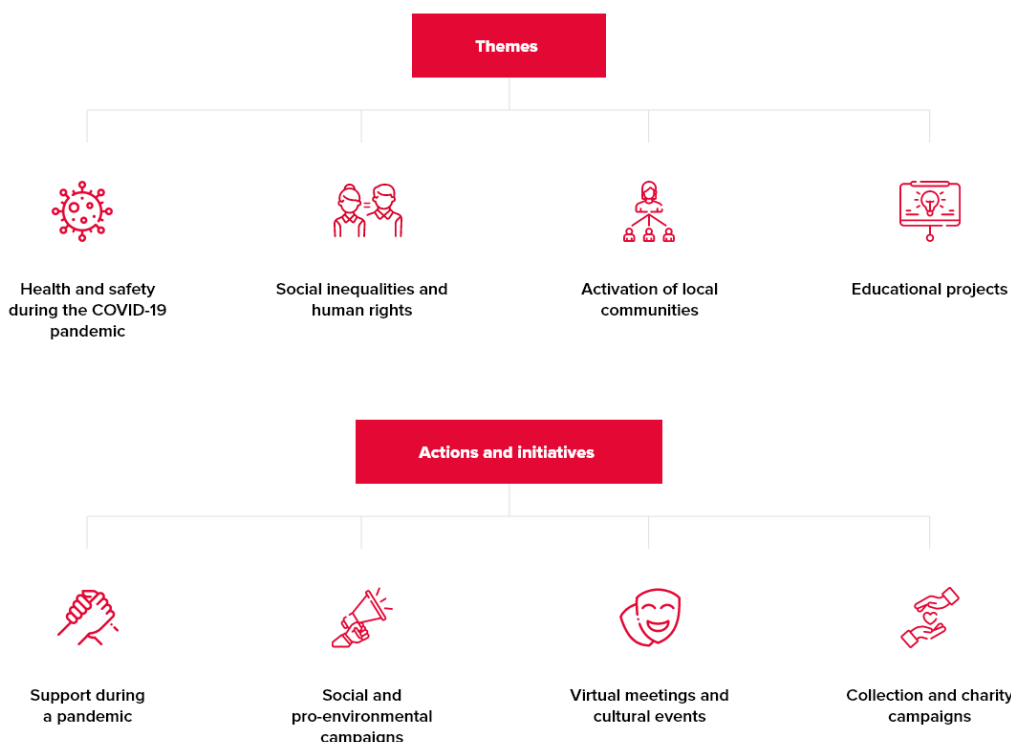 Themes
Health and safety
during the COVID-19
pandemic
Social inequalities and
human rights
Activation of local
communities
Educational projects
Actions and initiatives
Support during
a pandemic
Social and
pro-environmental
campaigns
Virtual meetings and
cultural events
Collection and charity
campaigns